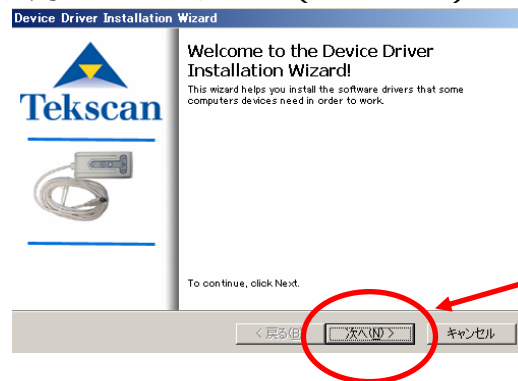 Device Driver Installation Wizard
Welcome to the Device Driver
Installation Wizard!
This wizard helps you install the software drivers that some
computers devices need in order to work.
Tekscan
To continue, click Next.
< 戻る(B)
次へ(N) >
キャンセル